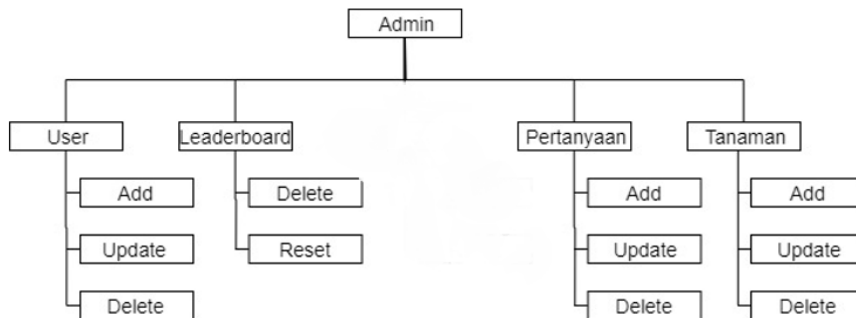 Admin
User
Leaderboard
Pertanyaan
Tanaman
Add
Delete
Add
Add
Update
Reset
Update
Update
Delete
Delete
Delete